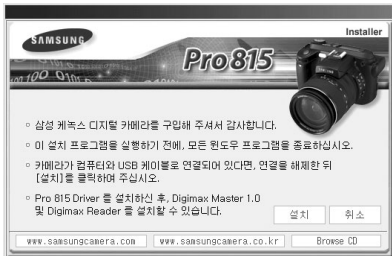 Installer
SAMSUNG
Pro815
100 010
◦ 삼성 케녹스 디지털 카메라를 구입해 주셔서 감사합니다.
◦ 이 설치 프로그램을 실행하기 전에, 모든 윈도우 프로그램을 종료하십시오.
◦ 카메라가 컴퓨터와 USB 케이블로 연결되어 있다면, 연결을 해제한 뒤
[설치]를 클릭하여 주십시오.
◦ Pro 815 Driver 를 설치하신 후, Digimax Master 1.0
및 Digimax Reader 를 설치할 수 있습니다.
설치 취소
www.samsungcamera.com www.samsungcamera.co.kr Browse CD